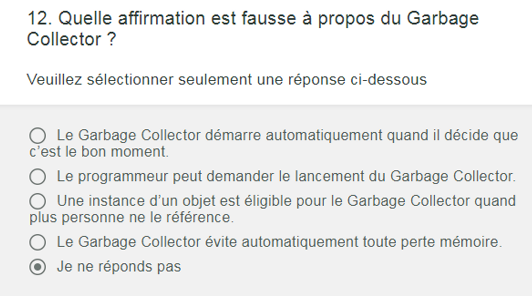 12. Quelle affirmation est fausse à propos du Garbage
Collector ?
Veuillez sélectionner seulement une réponse ci-dessous
Le Garbage Collector démarre automatiquement quand il décide que
c'est le bon moment.
Le programmeur peut demander le lancement du Garbage Collector.
Une instance d'un objet est éligible pour le Garbage Collector quand
plus personne ne le référence.
Le Garbage Collector évite automatiquement toute perte mémoire.
Je ne réponds pas